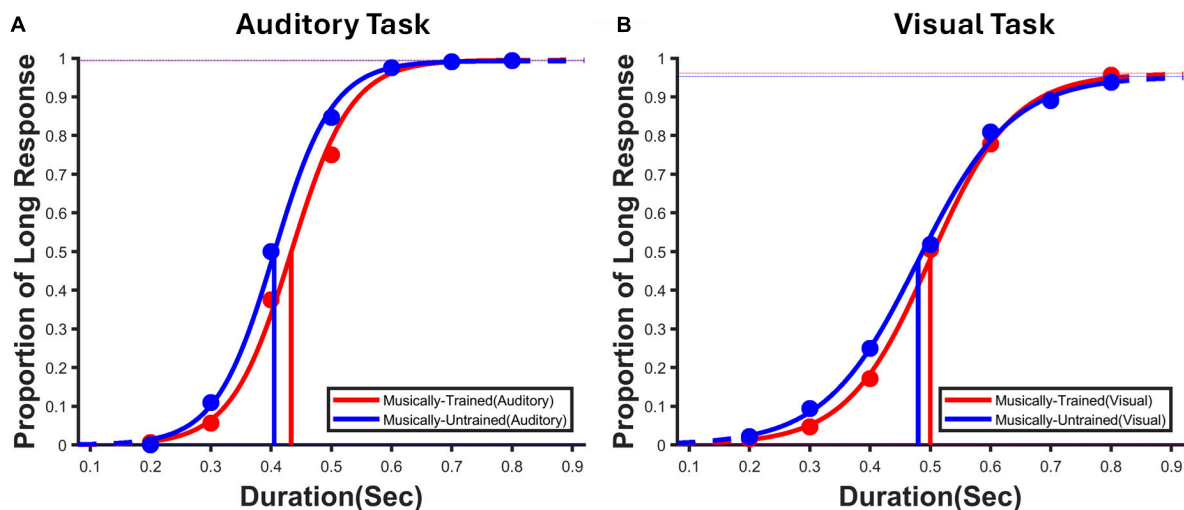 A
Auditory Task
Proportion of Long Response
1
0.9
0.8
0.7
0.6
0.5
0.4
0.3
0.2
0.1
0
0.1 0.2 0.3 0.4 0.5 0.6 0.7 0.8 0.9
Duration(Sec)
Musically-Trained(Auditory)
Musically-Untrained(Auditory)
B
Visual Task
Proportion of Long Response
1
0.9
0.8
0.7
0.6
0.5
0.4
0.3
0.2
0.1
0
0.1 0.2 0.3 0.4 0.5 0.6 0.7 0.8 0.9
Duration(Sec)
Musically-Trained(Visual)
Musically-Untrained(Visual)